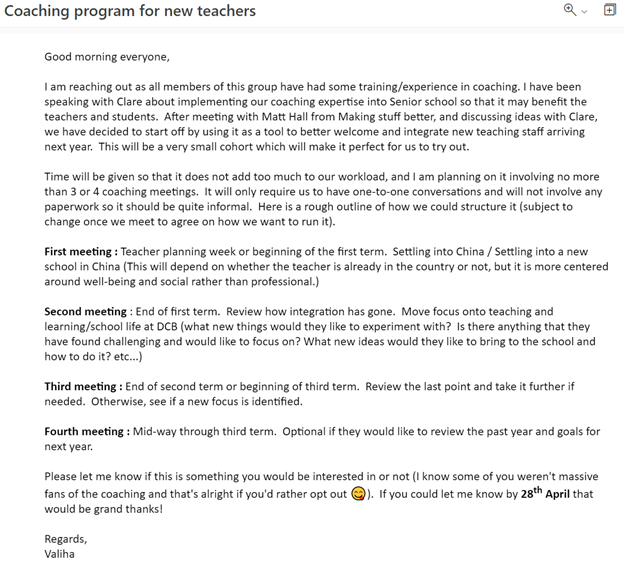 Coaching program for new teachers
Good morning everyone,
I am reaching out as all members of this group have had some training/experience in coaching. I have been
speaking with Clare about implementing our coaching expertise into Senior school so that it may benefit the
teachers and students.  After meeting with Matt Hall from Making stuff better, and discussing ideas with Clare,
we have decided to start off by using it as a tool to better welcome and integrate new teaching staff arriving
next year.  This will be a very small cohort which will make it perfect for us to try out.
Time will be given so that it does not add too much to our workload, and I am planning on it involving no more
than 3 or 4 coaching meetings.  It will only require us to have one-to-one conversations and will not involve any
paperwork so it should be quite informal.  Here is a rough outline of how we could structure it (subject to
change once we meet to agree on how we want to run it).
First meeting : Teacher planning week or beginning of the first term.  Settling into China / Settling into a new
school in China (This will depend on whether the teacher is already in the country or not, but it is more centered
around well-being and social rather than professional.)
Second meeting : End of first term.  Review how integration has gone.  Move focus onto teaching and
learning/school life at DCB (what new things would they like to experiment with?  Is there anything that they
have found challenging and would like to focus on? What new ideas would they like to bring to the school and
how to do it? etc...)
Third meeting : End of second term or beginning of third term.  Review the last point and take it further if
needed.  Otherwise, see if a new focus is identified.
Fourth meeting : Mid-way through third term.  Optional if they would like to review the past year and goals for
next year.
Please let me know if this is something you would be interested in or not (I know some of you weren't massive
fans of the coaching and that's alright if you'd rather opt out 😋).  If you could let me know by 28th April that
would be grand thanks!
Regards,
Valiha